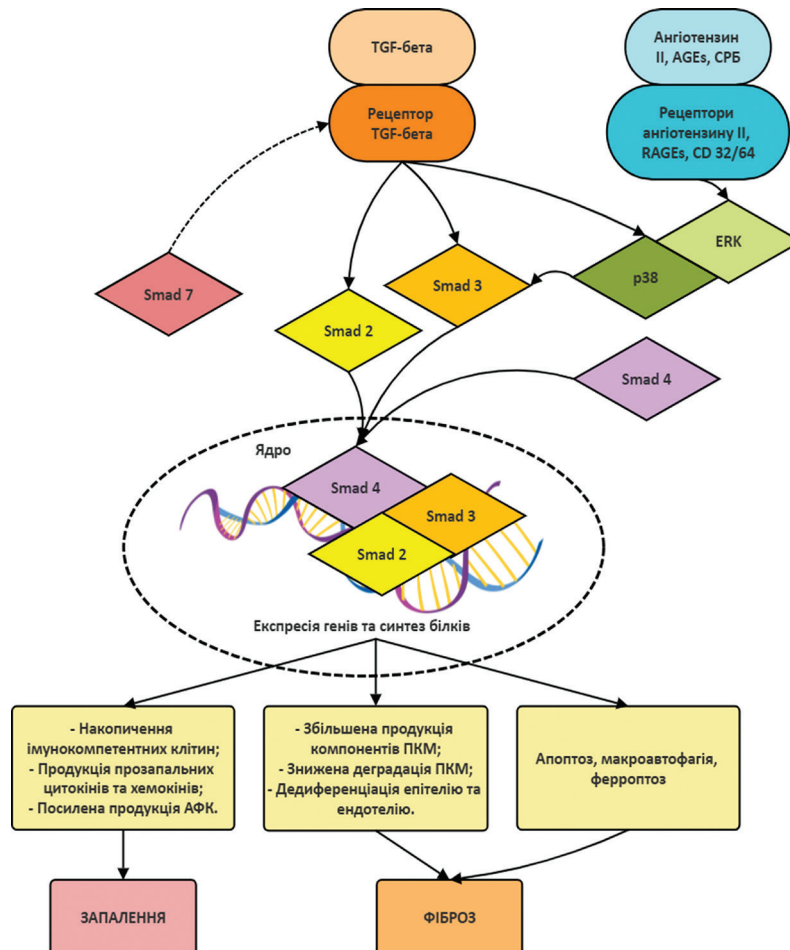 TGF-бета
Рецептор
TGF-бета
Ангіотензин
ІІ, AGEs, СРБ
Рецептори
ангіотензину ІІ,
RAGEs, CD 32/64
ERK
p38
Smad 7
Smad 3
Smad 2
Smad 4
Ядро
Smad 4
Smad 3
Smad 2
Експресія генів та синтез білків
- Накопичення
імунокомпетентних клітин;
- Продукція прозапальних
цитокінів та хемокінів;
- Посилена продукція АФК.
- Збільшена продукція
компонентів ПКМ;
- Знижена деградація ПКМ;
- Дедиференціація епітелію та
ендотелію.
Апоптоз, макроавтофагія,
ферроптоз
ЗАПАЛЕННЯ
ФІБРОЗ